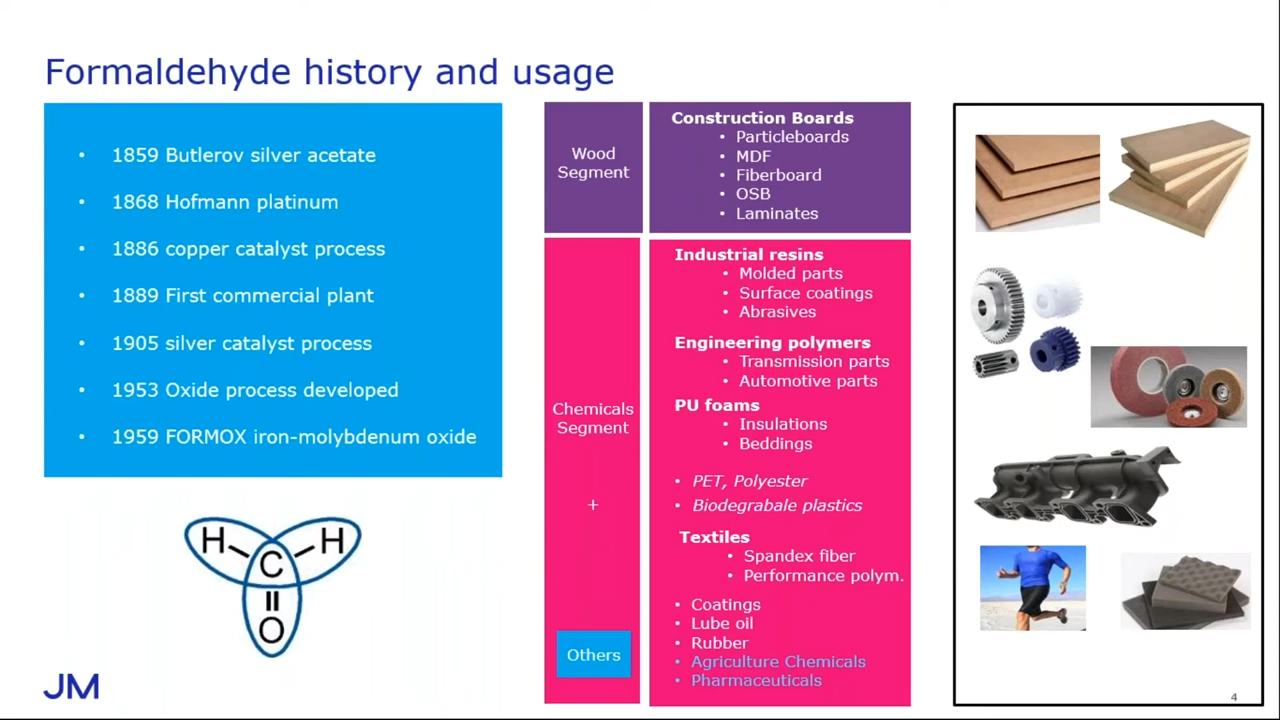 Formaldehyde history and usage
• 1859 Butlerov silver acetate
• 1868 Hofmann platinum
• 1886 copper catalyst process
• 1889 First commercial plant
• 1905 silver catalyst process
• 1953 Oxide process developed
• 1959 FORMOX iron-molybdenum oxide
H
H
C
O
JM
Wood
Segment
Construction Boards
• Particleboards
• MDF
• Fiberboard
• OSB
• Laminates
Chemicals
Segment
+
Others
Industrial resins
• Molded parts
• Surface coatings
• Abrasives
Engineering polymers
• Transmission parts
• Automotive parts
PU foams
• Insulations
• Beddings
• PET, Polyester
• Biodegrabale plastics
Textiles
• Spandex fiber
• Performance polym.
• Coatings
• Lube oil
• Rubber
• Agriculture Chemicals
• Pharmaceuticals
4